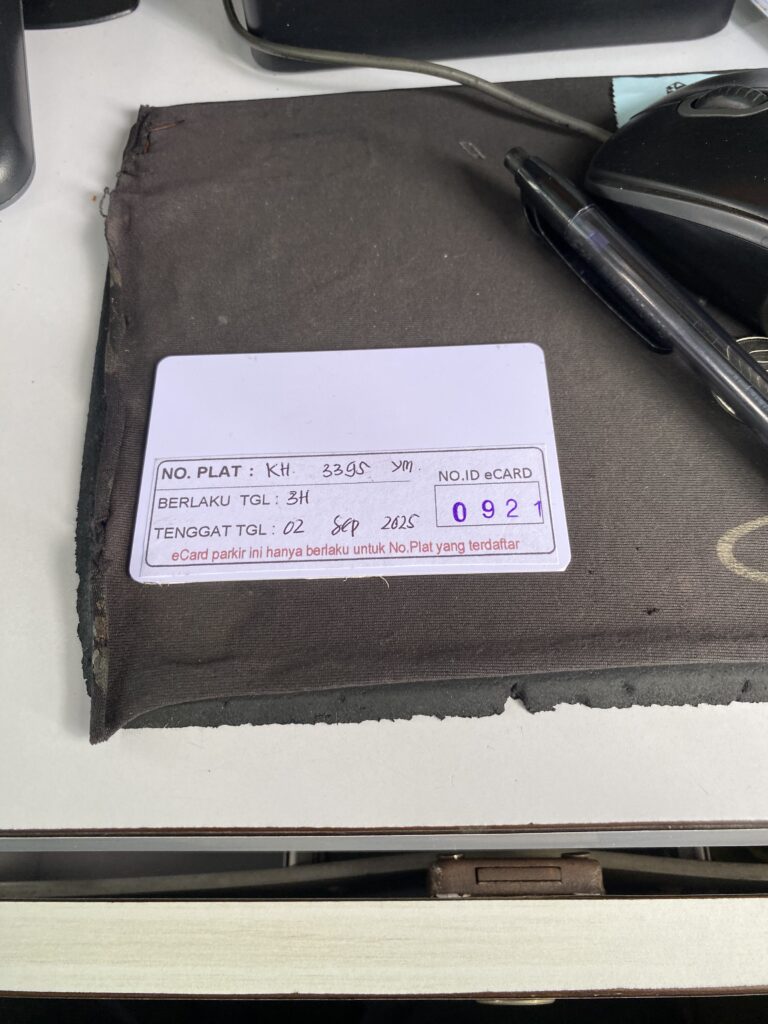 NO. PLAT : KH. 3395 YM.
NO.ID eCARD
BERLAKU TGL : 3H
0921
TENGGAT TGL : 02 Sep 2025
eCard parkir ini hanya berlaku untuk No.Plat yang terdaftar